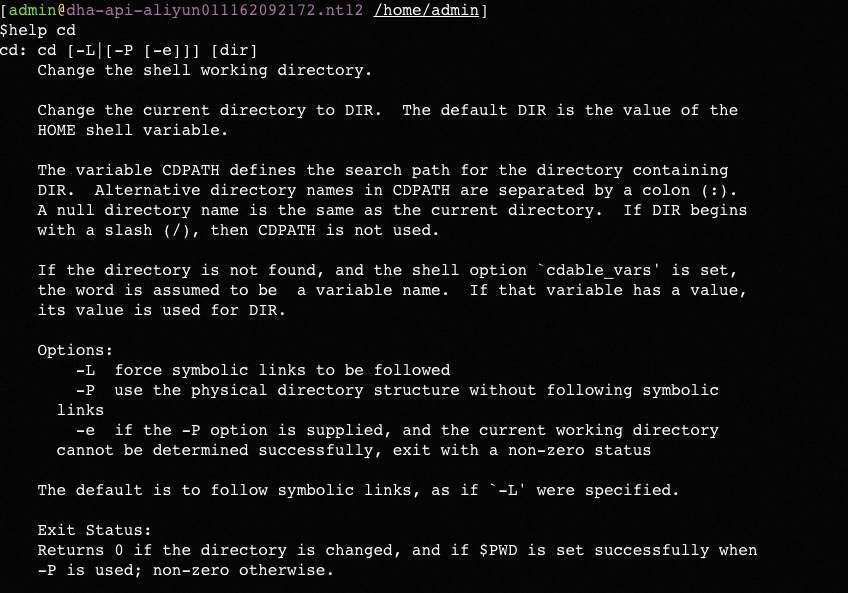 [admin@dha-api-aliyun011162092172.nt12 /home/admin]
$help cd
cd: cd [-L|[-P [-e]]] [dir]
    Change the shell working directory.

    Change the current directory to DIR.  The default DIR is the value of the
    HOME shell variable.

    The variable CDPATH defines the search path for the directory containing
    DIR.  Alternative directory names in CDPATH are separated by a colon (:).
    A null directory name is the same as the current directory.  If DIR begins
    with a slash (/), then CDPATH is not used.

    If the directory is not found, and the shell option `cdable_vars' is set,
    the word is assumed to be  a variable name.  If that variable has a value,
    its value is used for DIR.

    Options:
        -L  force symbolic links to be followed
        -P  use the physical directory structure without following symbolic
      links
        -e  if the -P option is supplied, and the current working directory
      cannot be determined successfully, exit with a non-zero status

    The default is to follow symbolic links, as if `-L' were specified.

    Exit Status:
    Returns 0 if the directory is changed, and if $PWD is set successfully when
    -P is used; non-zero otherwise.